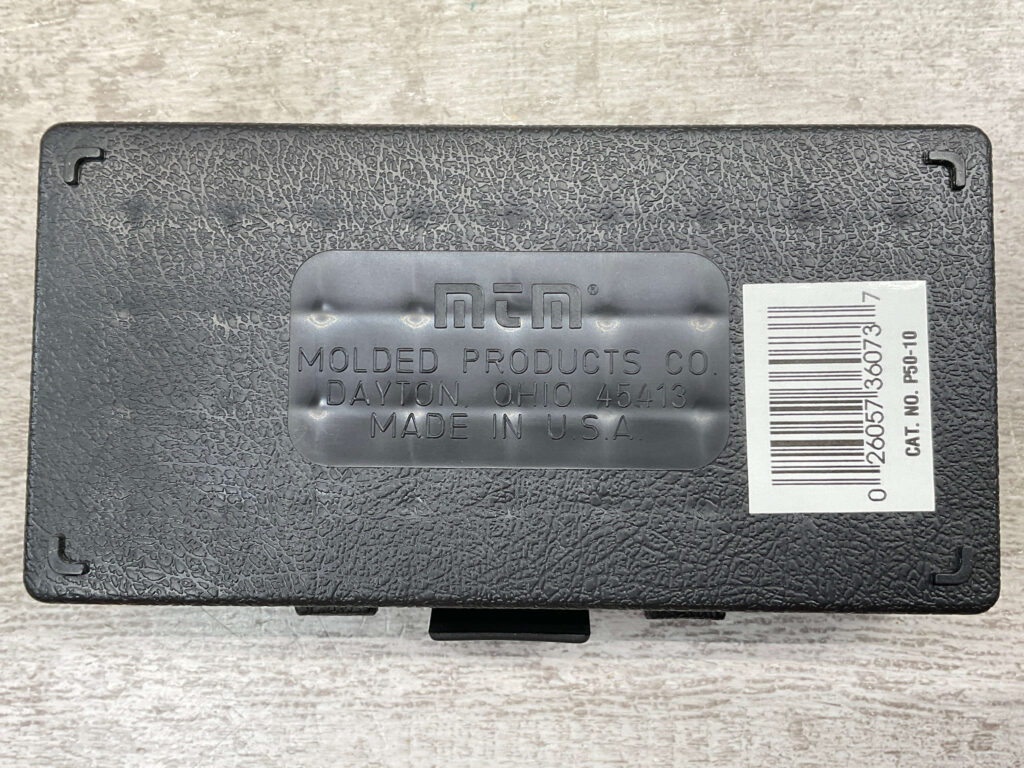 mtm®
MOLDED PRODUCTS CO.
DAYTON, OHIO 45413
MADE IN U.S.A.
0 26057 36073 7
CAT. NO. P50-10